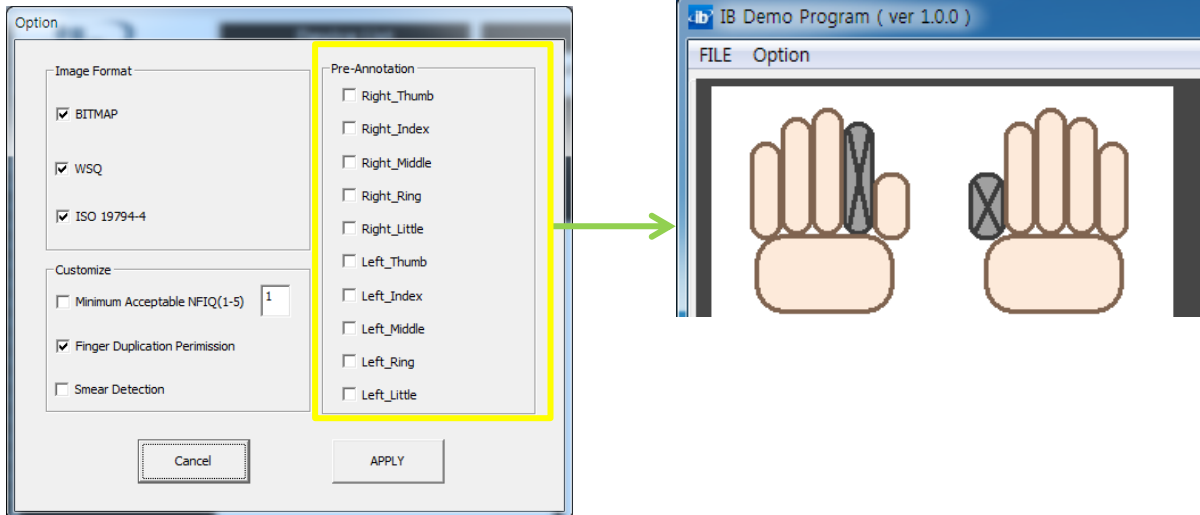 Option
Image Format
BITMAP
WSQ
ISO 19794-4
Customize
Minimum Acceptable NFIQ(1-5) 1
Finger Duplication Perimission
Smear Detection
Pre-Annotation
Right_Thumb
Right_Index
Right_Middle
Right_Ring
Right_Little
Left_Thumb
Left_Index
Left_Middle
Left_Ring
Left_Little
Cancel
APPLY
ib IB Demo Program ( ver 1.0.0 )
FILE Option